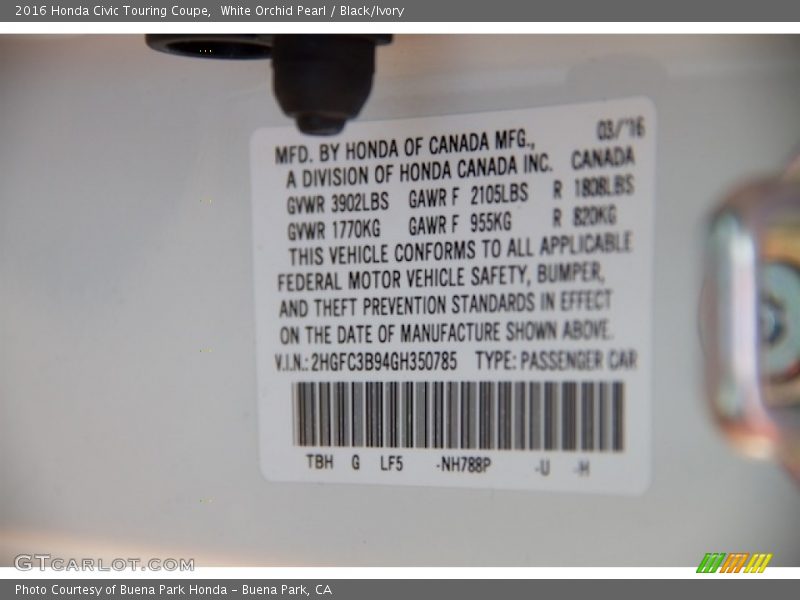 2016 Honda Civic Touring Coupe,  White Orchid Pearl / Black/Ivory
03/'16
MFD. BY HONDA OF CANADA MFG.,
A DIVISION OF HONDA CANADA INC. CANADA
GVWR 3902LBS GAWR F 2105LBS R 1808LBS
GVWR 1770KG GAWR F 955KG R 820KG
THIS VEHICLE CONFORMS TO ALL APPLICABLE
FEDERAL MOTOR VEHICLE SAFETY, BUMPER,
AND THEFT PREVENTION STANDARDS IN EFFECT
ON THE DATE OF MANUFACTURE SHOWN ABOVE.
V.I.N.: 2HGFC3B94GH350785 TYPE: PASSENGER CAR
TBH G LF5 -NH788P -U -H
GTCARLOT.COM
Photo Courtesy of Buena Park Honda – Buena Park, CA